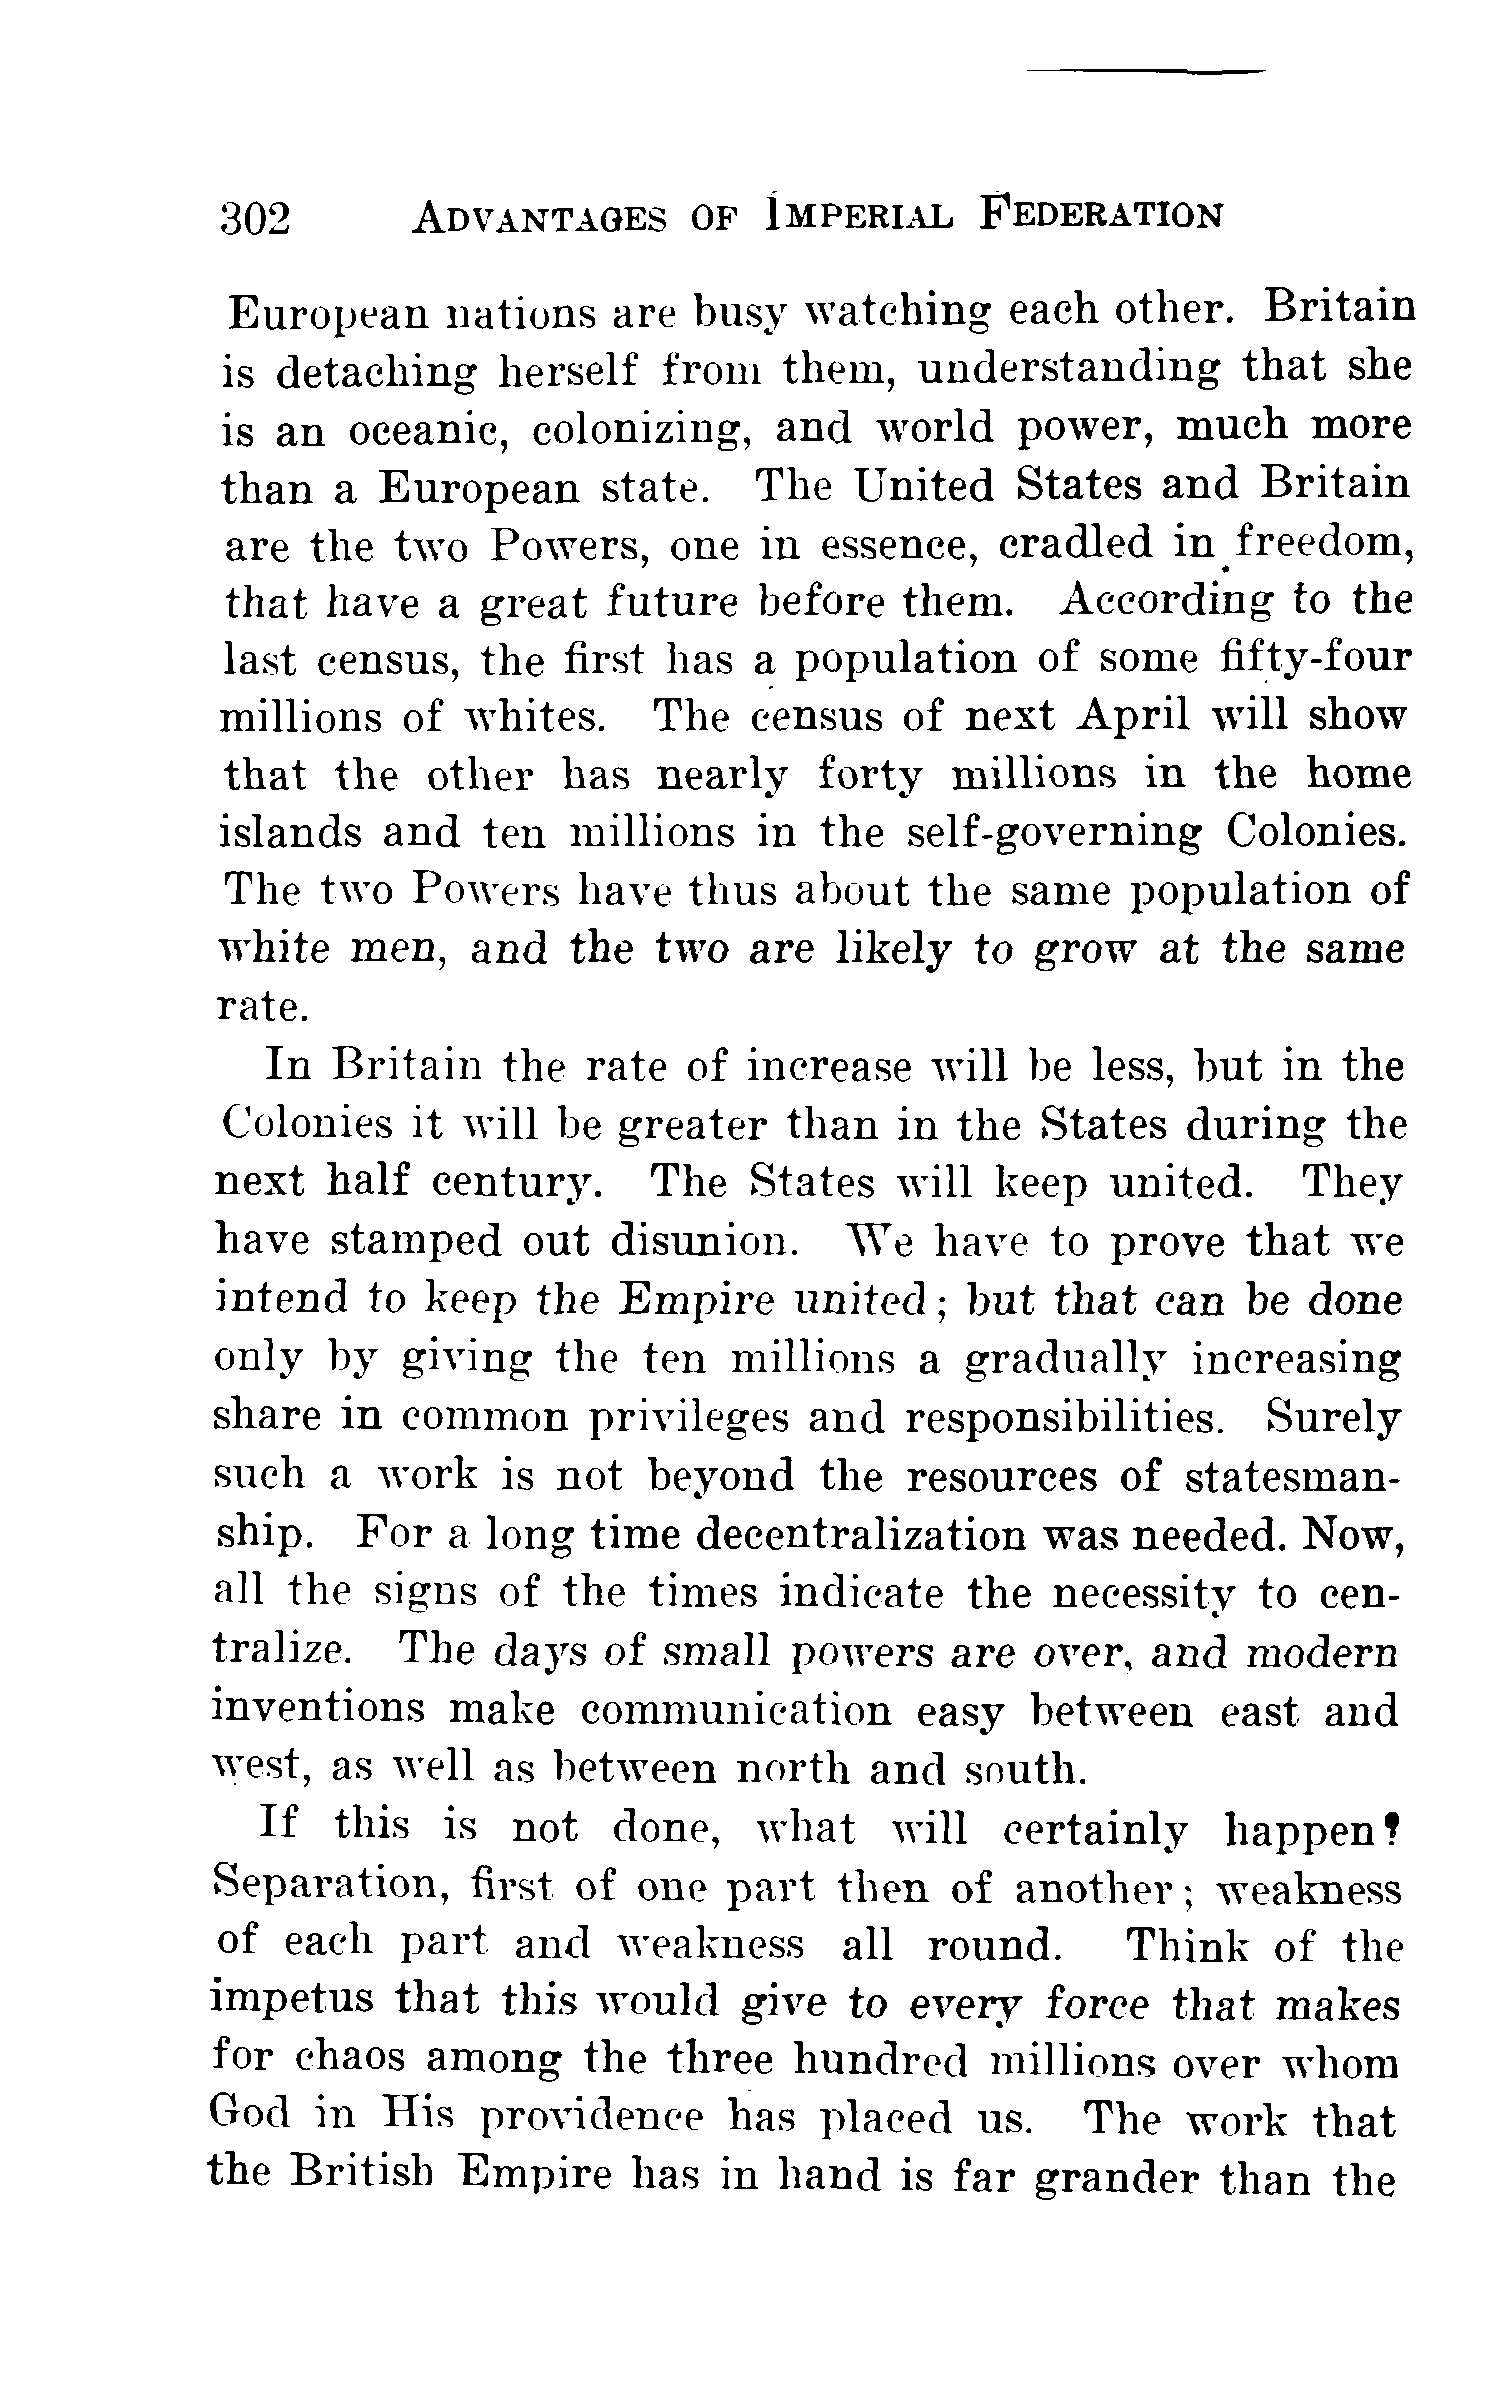 302 ADVANTAGES OF IMPERIAL FEDERATION
European nations are busy watching each other. Britain
is detaching herself from them, understanding that she
is an oceanic, colonizing, and world power, much more
than a European state. The United States and Britain
are the two Powers, one in essence, cradled in freedom,
that have a great future before them. According to the
last census, the first has a population of some fifty-four
millions of whites. The census of next April will show
that the other has nearly forty millions in the home
islands and ten millions in the self-governing Colonies.
The two Powers have thus about the same population of
white men, and the two are likely to grow at the same
rate.
In Britain the rate of increase will be less, but in the
Colonies it will be greater than in the States during the
next half century. The States will keep united. They
have stamped out disunion. We have to prove that we
intend to keep the Empire united; but that can be done
only by giving the ten millions a gradually increasing
share in common privileges and responsibilities. Surely
such a work is not beyond the resources of statesman-
ship. For a long time decentralization was needed. Now,
all the signs of the times indicate the necessity to cen-
tralize. The days of small powers are over, and modern
inventions make communication easy between east and
west, as well as between north and south.
If this is not done, what will certainly happen?
Separation, first of one part then of another; weakness
of each part and weakness all round. Think of the
impetus that this would give to every force that makes
for chaos among the three hundred millions over whom
God in His providence has placed us. The work that
the British Empire has in hand is far grander than the